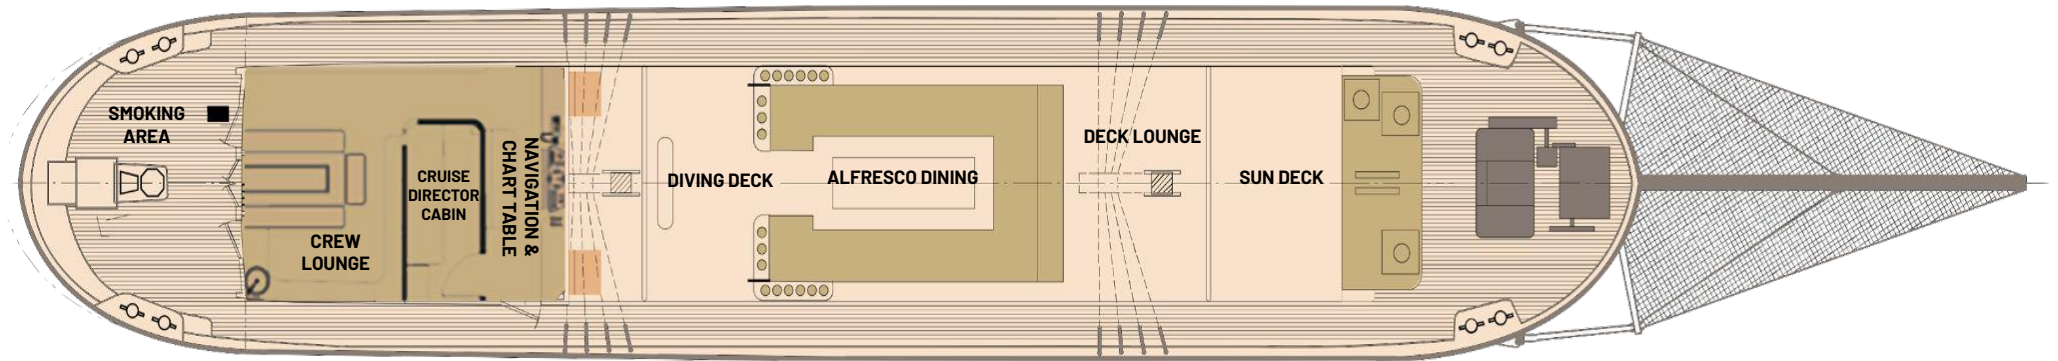 SMOKING
AREA
CREW
LOUNGE
CRUISE
DIRECTOR
CABIN
NAVIGATION &
CHART TABLE
DIVING DECK
ALFRESCO DINING
DECK LOUNGE
SUN DECK